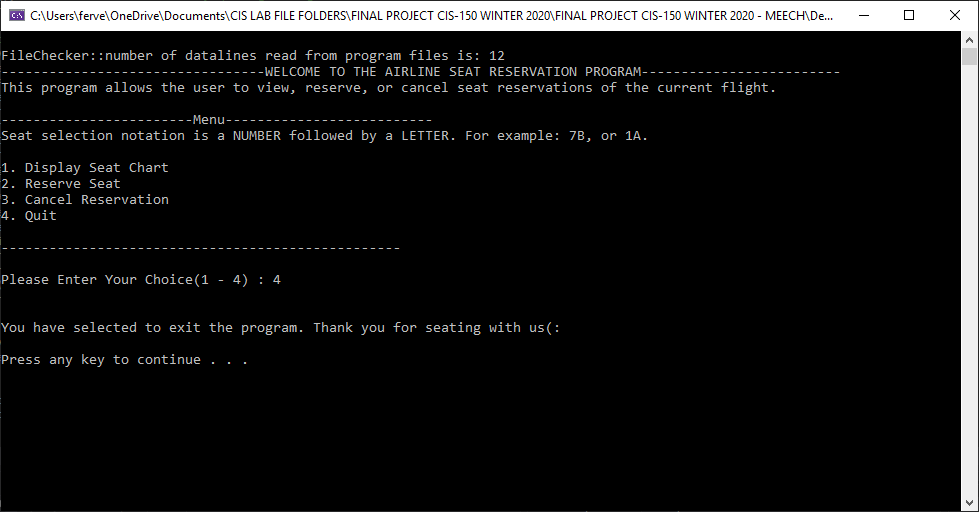 C:\Users\ferve\OneDrive\Documents\CIS LAB FILE FOLDERS\FINAL PROJECT CIS-150 WINTER 2020\FINAL PROJECT CIS-150 WINTER 2020 - MEECH\De...
FileChecker::number of datalines read from program files is: 12
---------------------------------WELCOME TO THE AIRLINE SEAT RESERVATION PROGRAM-------------------------
This program allows the user to view, reserve, or cancel seat reservations of the current flight.
------------------------Menu--------------------------
Seat selection notation is a NUMBER followed by a LETTER. For example: 7B, or 1A.
1. Display Seat Chart
2. Reserve Seat
3. Cancel Reservation
4. Quit
--------------------------------------------------
Please Enter Your Choice(1 - 4) : 4
You have selected to exit the program. Thank you for seating with us(:
Press any key to continue . . .